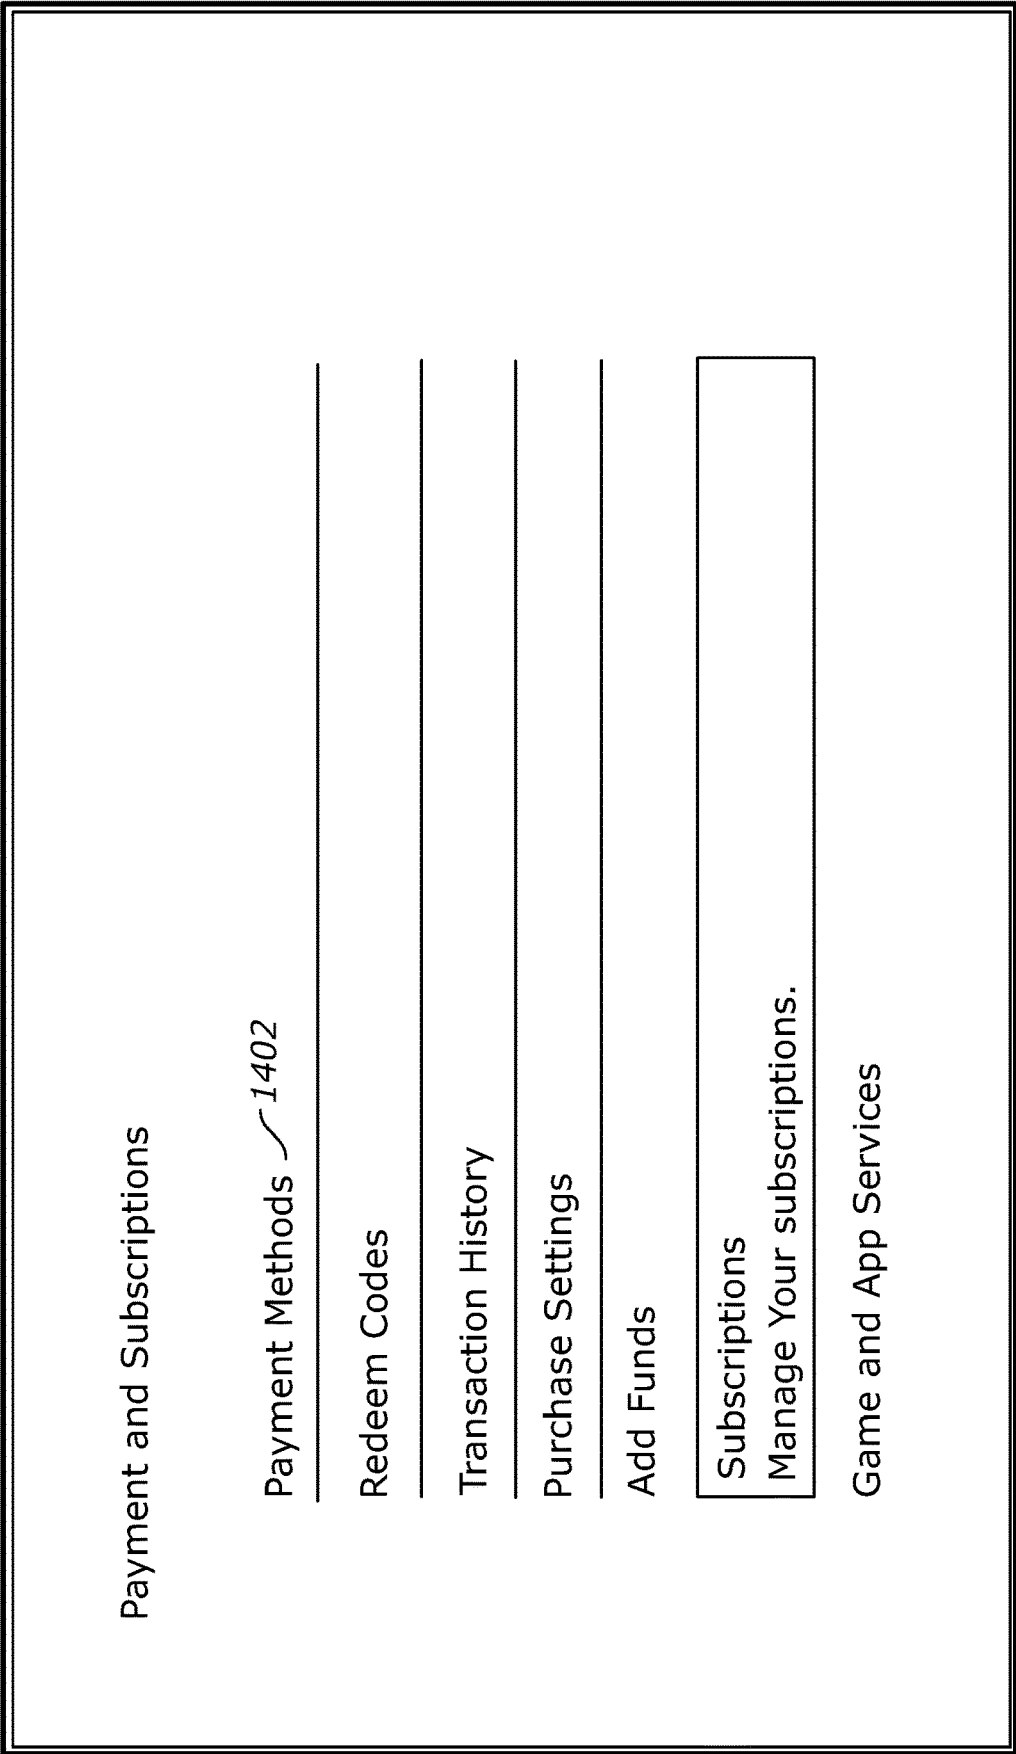 Payment and Subscriptions
Payment Methods 1402
Redeem Codes
Transaction History
Purchase Settings
Add Funds
Subscriptions
Manage Your subscriptions.
Game and App Services